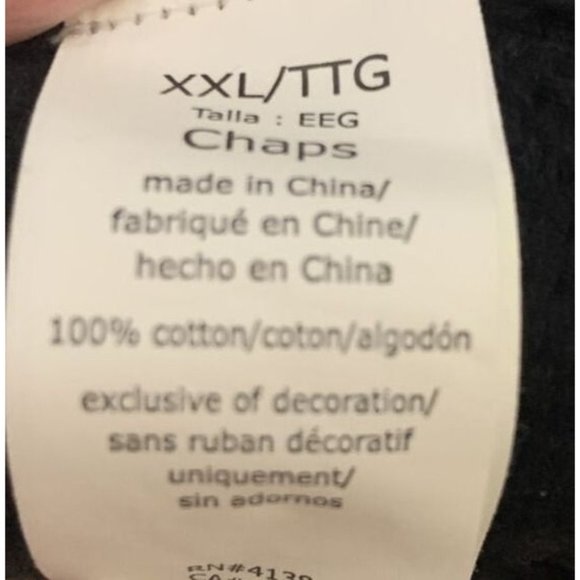 XXL/TTG
Talla : EEG
Chaps
made in China/
fabriqué en Chine/
hecho en China
100% cotton/coton/algodón
exclusive of decoration/
sans ruban décoratif
uniquement/
sin adornos